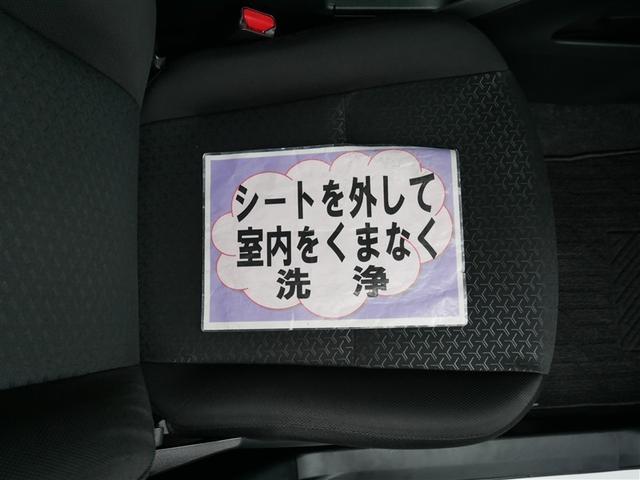 シートを外して
室内をくまなく
洗　浄